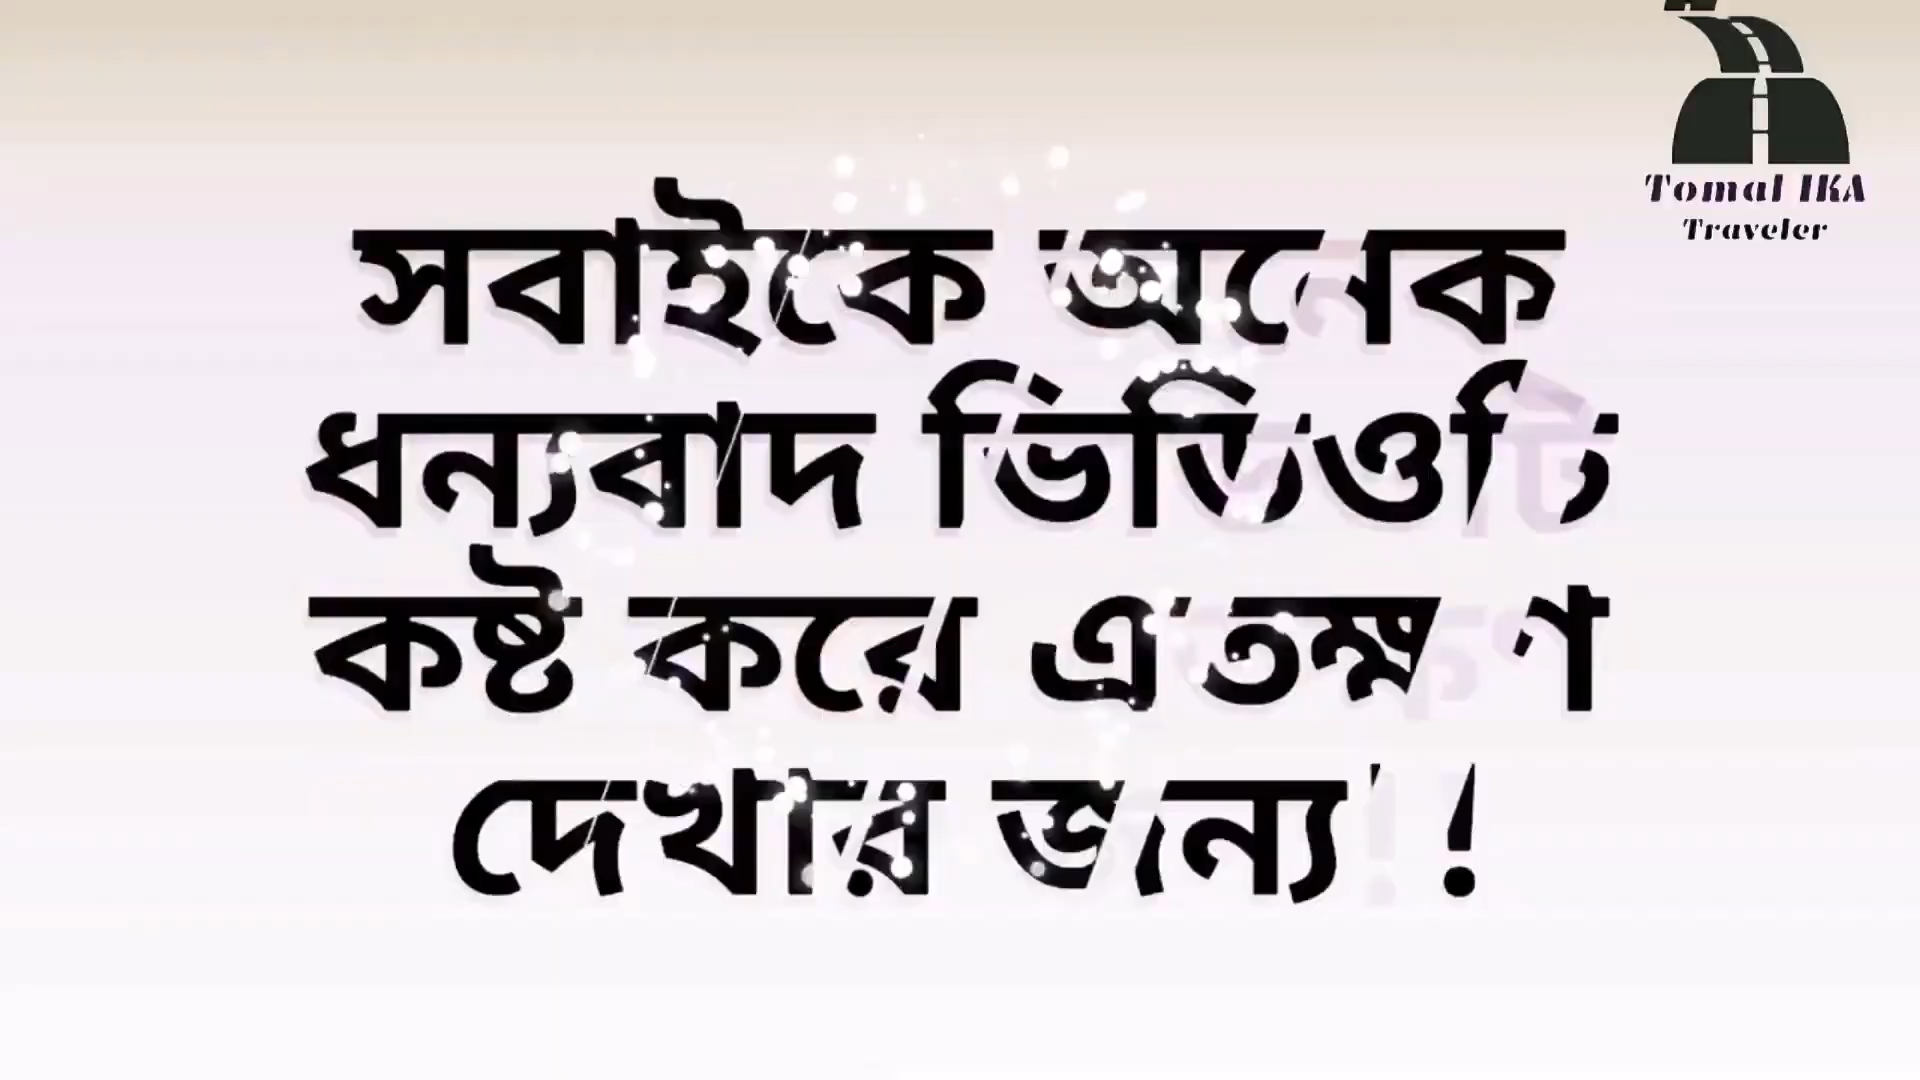 Tomal IKA
Traveler
সবাইকে অনেক
ধন্যবাদ ভিডিওটি
কষ্ট করে এতক্ষণ
দেখার জন্য !!